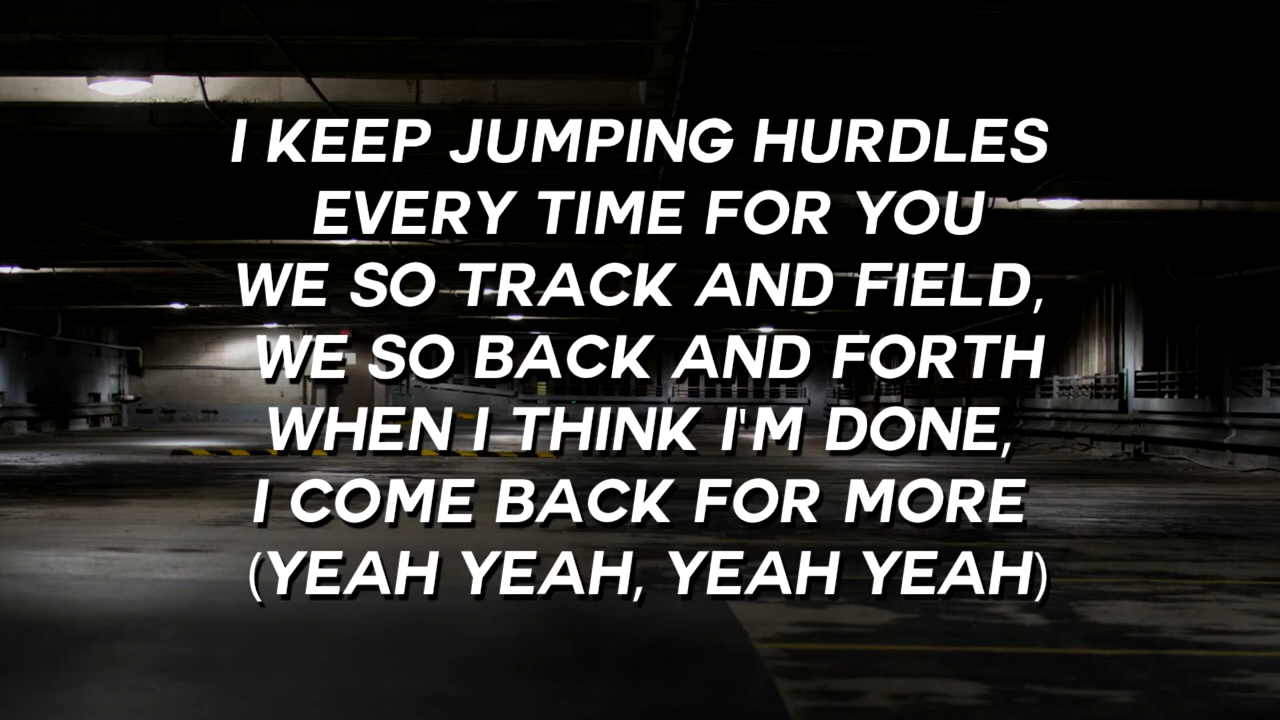 I KEEP JUMPING HURDLES
EVERY TIME FOR YOU
WE SO TRACK AND FIELD,
WE SO BACK AND FORTH
WHEN I THINK I'M DONE,
I COME BACK FOR MORE
(YEAH YEAH, YEAH YEAH)